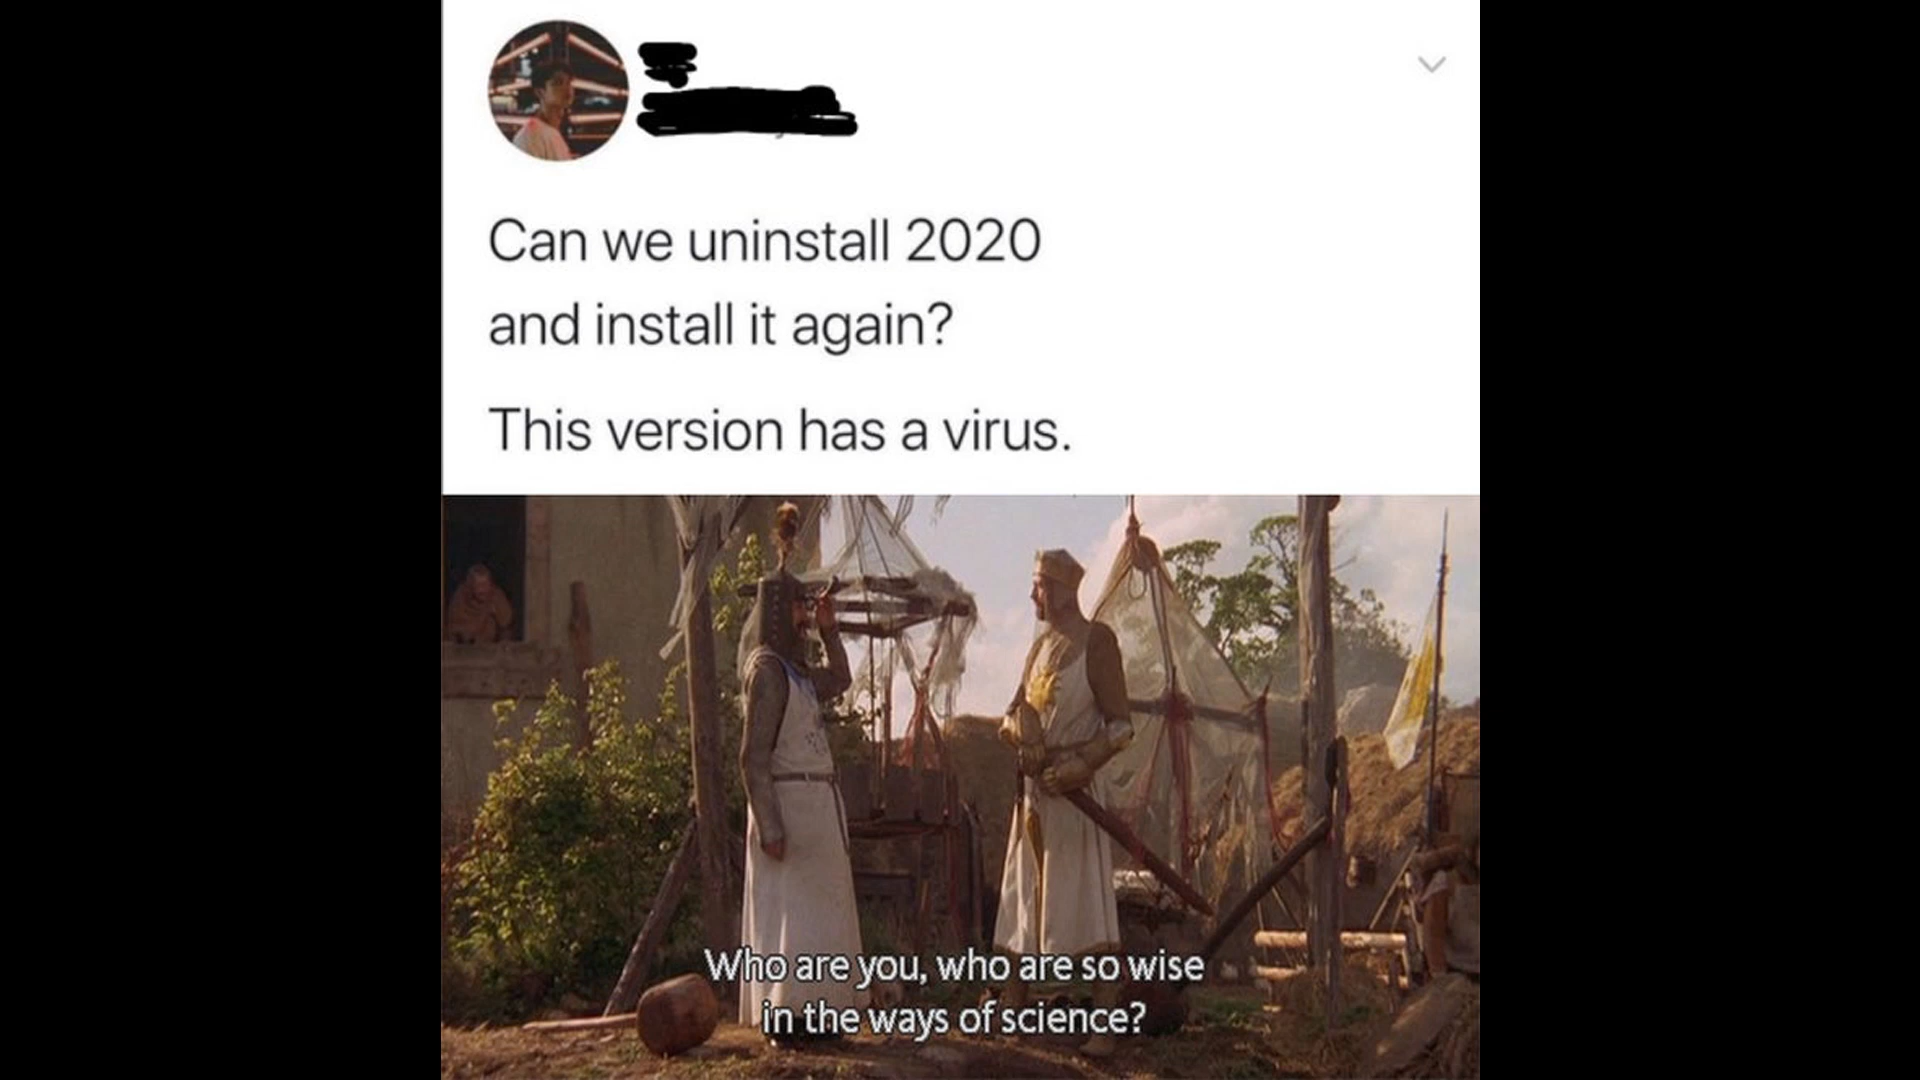 Can we uninstall 2020
and install it again?
This version has a virus.
Who are you, who are so wise
in the ways of science?